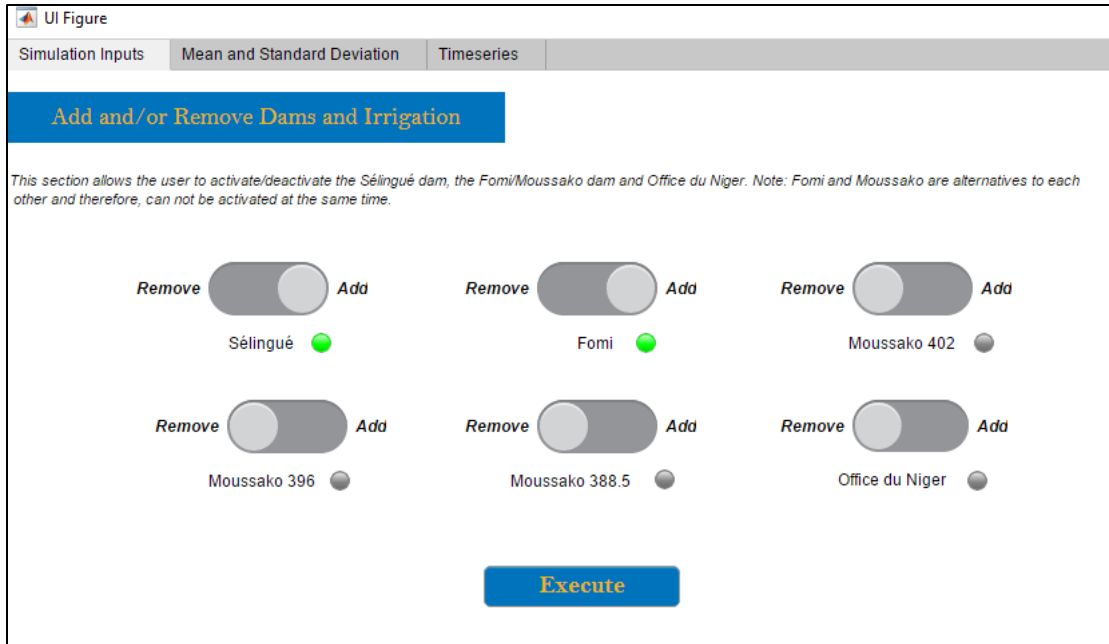 UI Figure
Simulation Inputs Mean and Standard Deviation Timeseries
Add and/or Remove Dams and Irrigation
This section allows the user to activate/deactivate the Sélingué dam, the Fomi/Moussako dam and Office du Niger. Note: Fomi and Moussako are alternatives to each
other and therefore, can not be activated at the same time.
Remove Add Remove Add Remove Add
Sélingué Fomi Moussako 402
Remove Add Remove Add Remove Add
Moussako 396 Moussako 388.5 Office du Niger
Execute